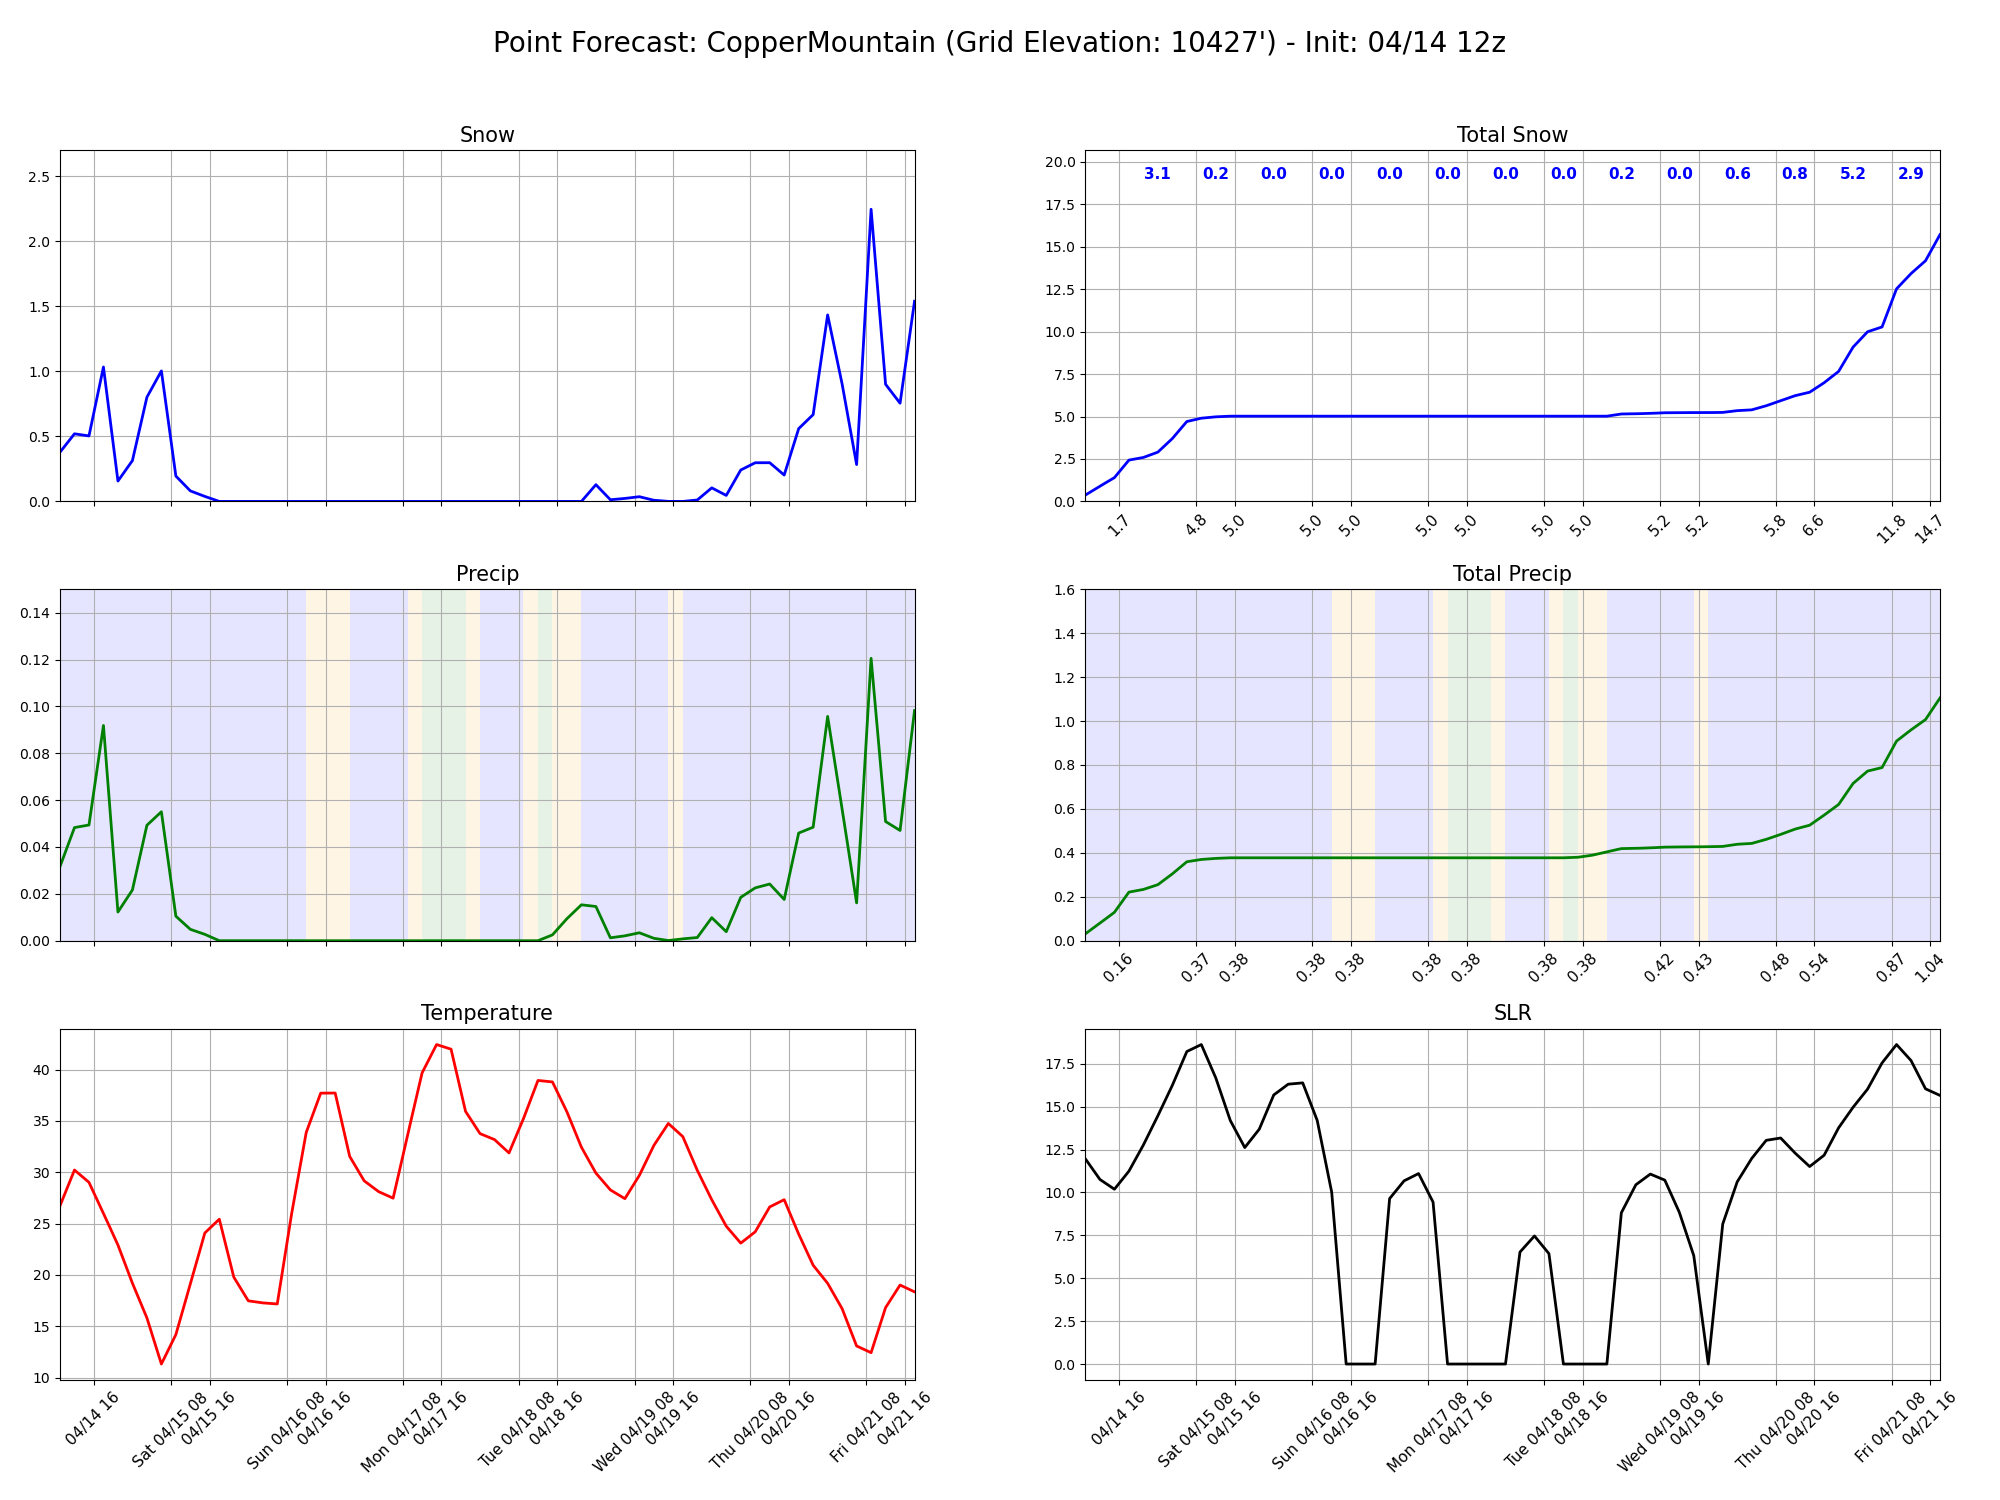 Point Forecast: CopperMountain (Grid Elevation: 10427') - Init: 04/14 12z
Snow
2.5
2.0
1.5
1.0
0.5
0.0
Total Snow
20.0
17.5
15.0
12.5
10.0
7.5
5.0
2.5
0.0
3.1 0.2 0.0 0.0 0.0 0.0 0.0 0.0 0.2 0.0 0.6 0.8 5.2 2.9
1.7 4.8 5.0 5.0 5.0 5.0 5.0 5.0 5.0 5.2 5.2 5.8 6.6 11.8 14.7
Precip
0.14
0.12
0.10
0.08
0.06
0.04
0.02
0.00
Total Precip
1.6
1.4
1.2
1.0
0.8
0.6
0.4
0.2
0.0
0.16 0.37 0.38 0.38 0.38 0.38 0.38 0.38 0.38 0.42 0.43 0.48 0.54 0.87 1.04
Temperature
40
35
30
25
20
15
10
04/14 16
Sat 04/15 08
04/15 16
Sun 04/16 08
04/16 16
Mon 04/17 08
04/17 16
Tue 04/18 08
04/18 16
Wed 04/19 08
04/19 16
Thu 04/20 08
04/20 16
Fri 04/21 08
04/21 16
SLR
17.5
15.0
12.5
10.0
7.5
5.0
2.5
0.0
04/14 16
Sat 04/15 08
04/15 16
Sun 04/16 08
04/16 16
Mon 04/17 08
04/17 16
Tue 04/18 08
04/18 16
Wed 04/19 08
04/19 16
Thu 04/20 08
04/20 16
Fri 04/21 08
04/21 16